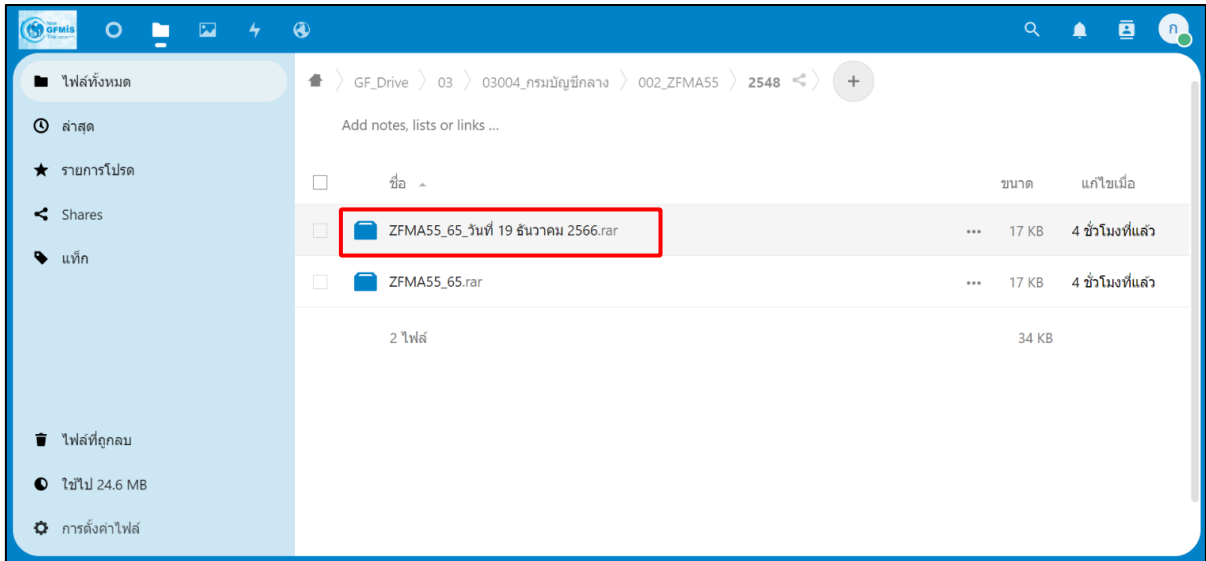 New
GFMIS
Thai
ก
ไฟล์ทั้งหมด
GF_Drive 03 03004_กรมบัญชีกลาง 002_ZFMA55 2548 +
ล่าสุด
Add notes, lists or links ...
รายการโปรด
ชื่อ ขนาด แก้ไขเมื่อ
Shares
ZFMA55_65_วันที่ 19 ธันวาคม 2566.rar ... 17 KB 4 ชั่วโมงที่แล้ว
แท็ก
ZFMA55_65.rar ... 17 KB 4 ชั่วโมงที่แล้ว
2 ไฟล์ 34 KB
ไฟล์ที่ถูกลบ
ใช้ไป 24.6 MB
การตั้งค่าไฟล์